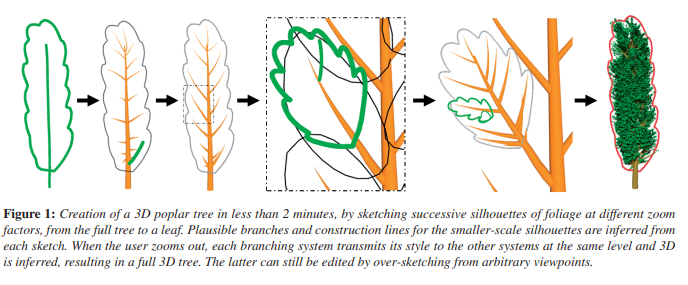 Figure 1: Creation of a 3D poplar tree in less than 2 minutes, by sketching successive silhouettes of foliage at different zoom
factors, from the full tree to a leaf. Plausible branches and construction lines for the smaller-scale silhouettes are inferred from
each sketch. When the user zooms out, each branching system transmits its style to the other systems at the same level and 3D
is inferred, resulting in a full 3D tree. The latter can still be edited by over-sketching from arbitrary viewpoints.